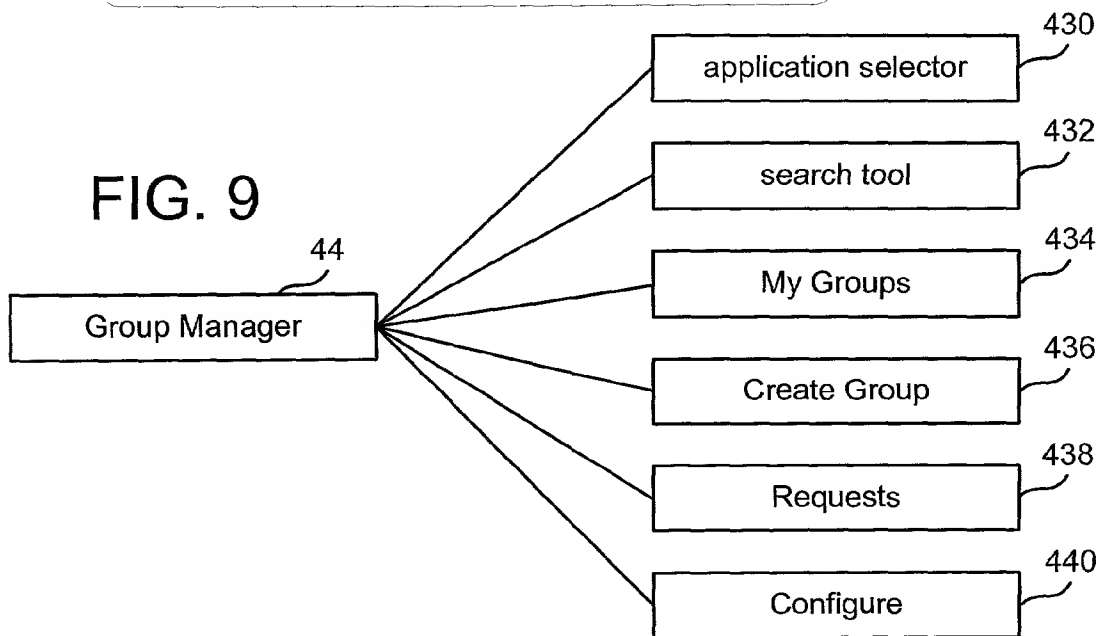 430
application selector
432
search tool
FIG. 9
434
44
My Groups
Group Manager
436
Create Group
438
Requests
440
Configure